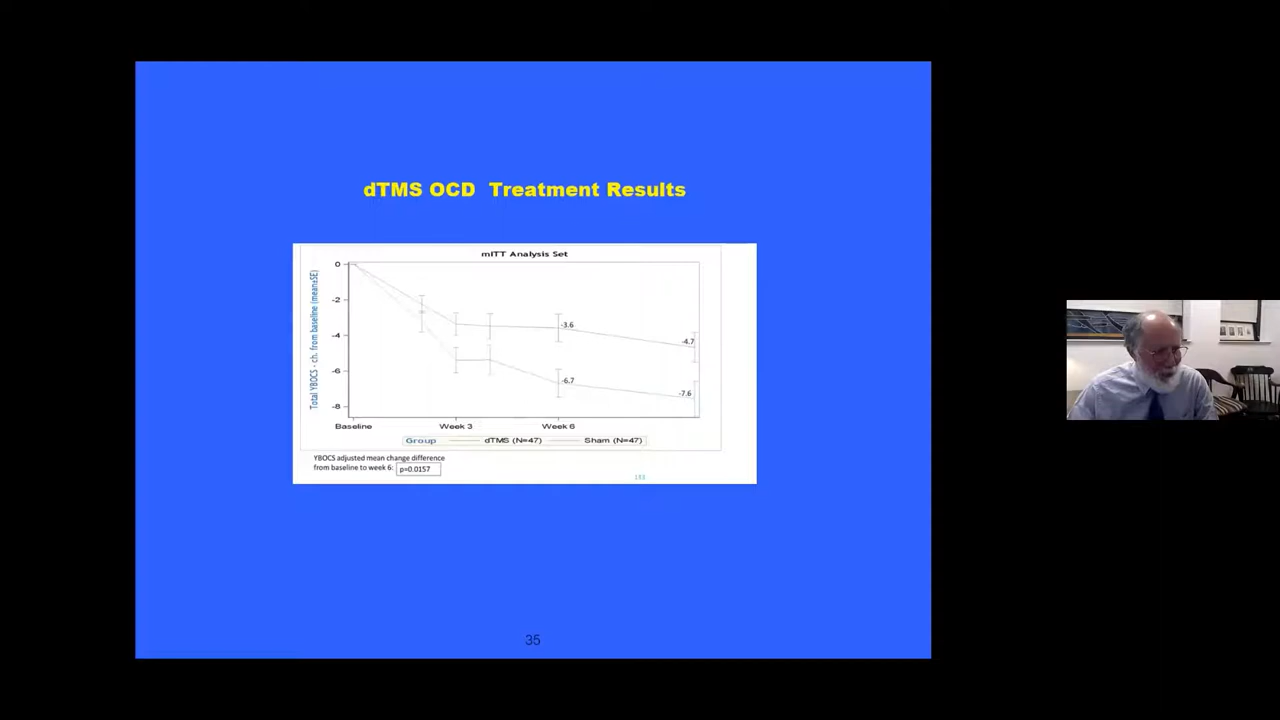 dTMS OCD Treatment Results
mITT Analysis Set
Total YBOCS - ch. from baseline (mean±SE)
0
-2
-4
-6
-8
-3.6
-4.7
-6.7
-7.6
Baseline Week 3 Week 6
Group dTMS (N=47) Sham (N=47)
YBOCS adjusted mean change difference
from baseline to week 6: p=0.0157
35